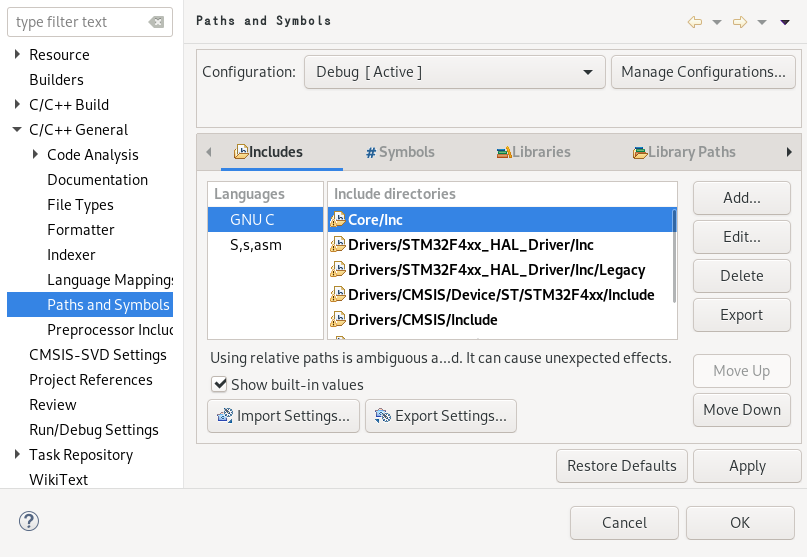 type filter text
Resource
Builders
C/C++ Build
C/C++ General
Code Analysis
Documentation
File Types
Formatter
Indexer
Language Mappings
Paths and Symbols
Preprocessor Inclu
CMSIS-SVD Settings
Project References
Review
Run/Debug Settings
Task Repository
WikiText
Paths and Symbols
Configuration: Debug [ Active ] Manage Configurations...
Includes # Symbols Libraries Library Paths
Languages Include directories
GNU C Core/Inc
S,s,asm Drivers/STM32F4xx_HAL_Driver/Inc
Drivers/STM32F4xx_HAL_Driver/Inc/Legacy
Drivers/CMSIS/Device/ST/STM32F4xx/Include
Drivers/CMSIS/Include
Add...
Edit...
Delete
Export
Move Up
Move Down
Using relative paths is ambiguous a...d. It can cause unexpected effects.
Show built-in values
Import Settings... Export Settings...
Restore Defaults Apply
Cancel OK